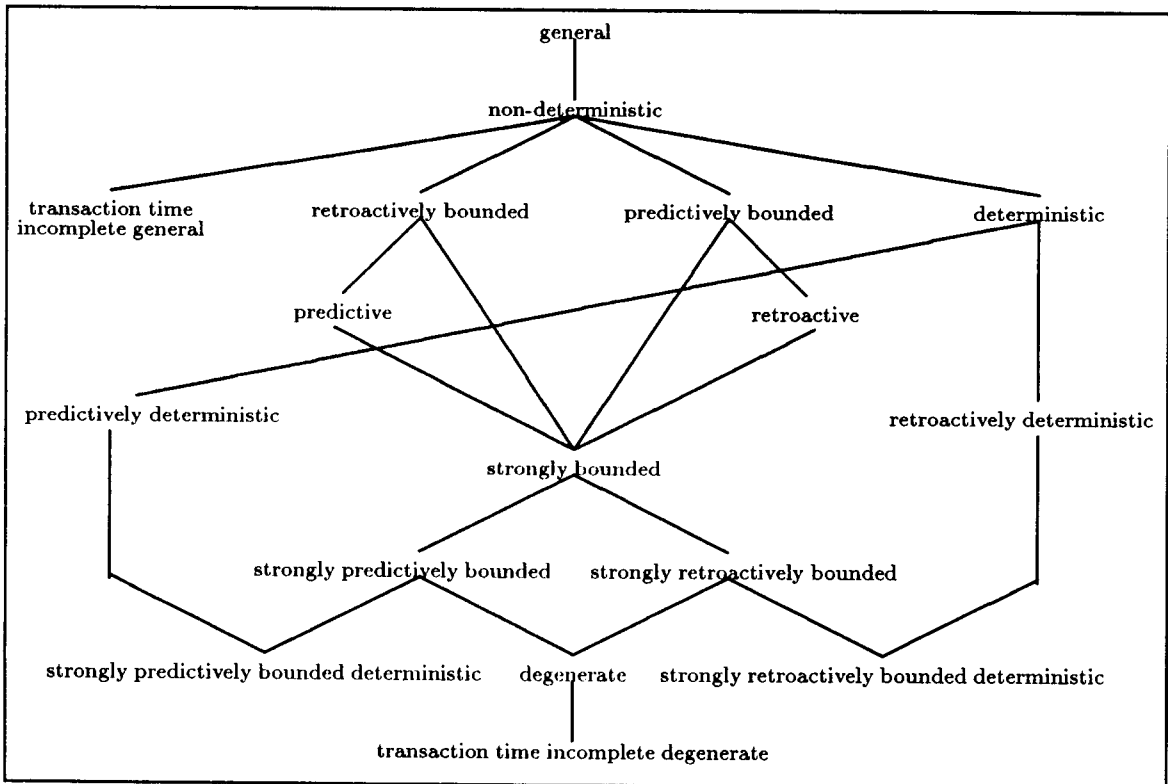 general
non-deterministic
transaction time
incomplete general
retroactively bounded
predictively bounded
deterministic
predictive
retroactive
predictively deterministic
retroactively deterministic
strongly bounded
strongly predictively bounded
strongly retroactively bounded
strongly predictively bounded deterministic
degenerate
strongly retroactively bounded deterministic
transaction time incomplete degenerate